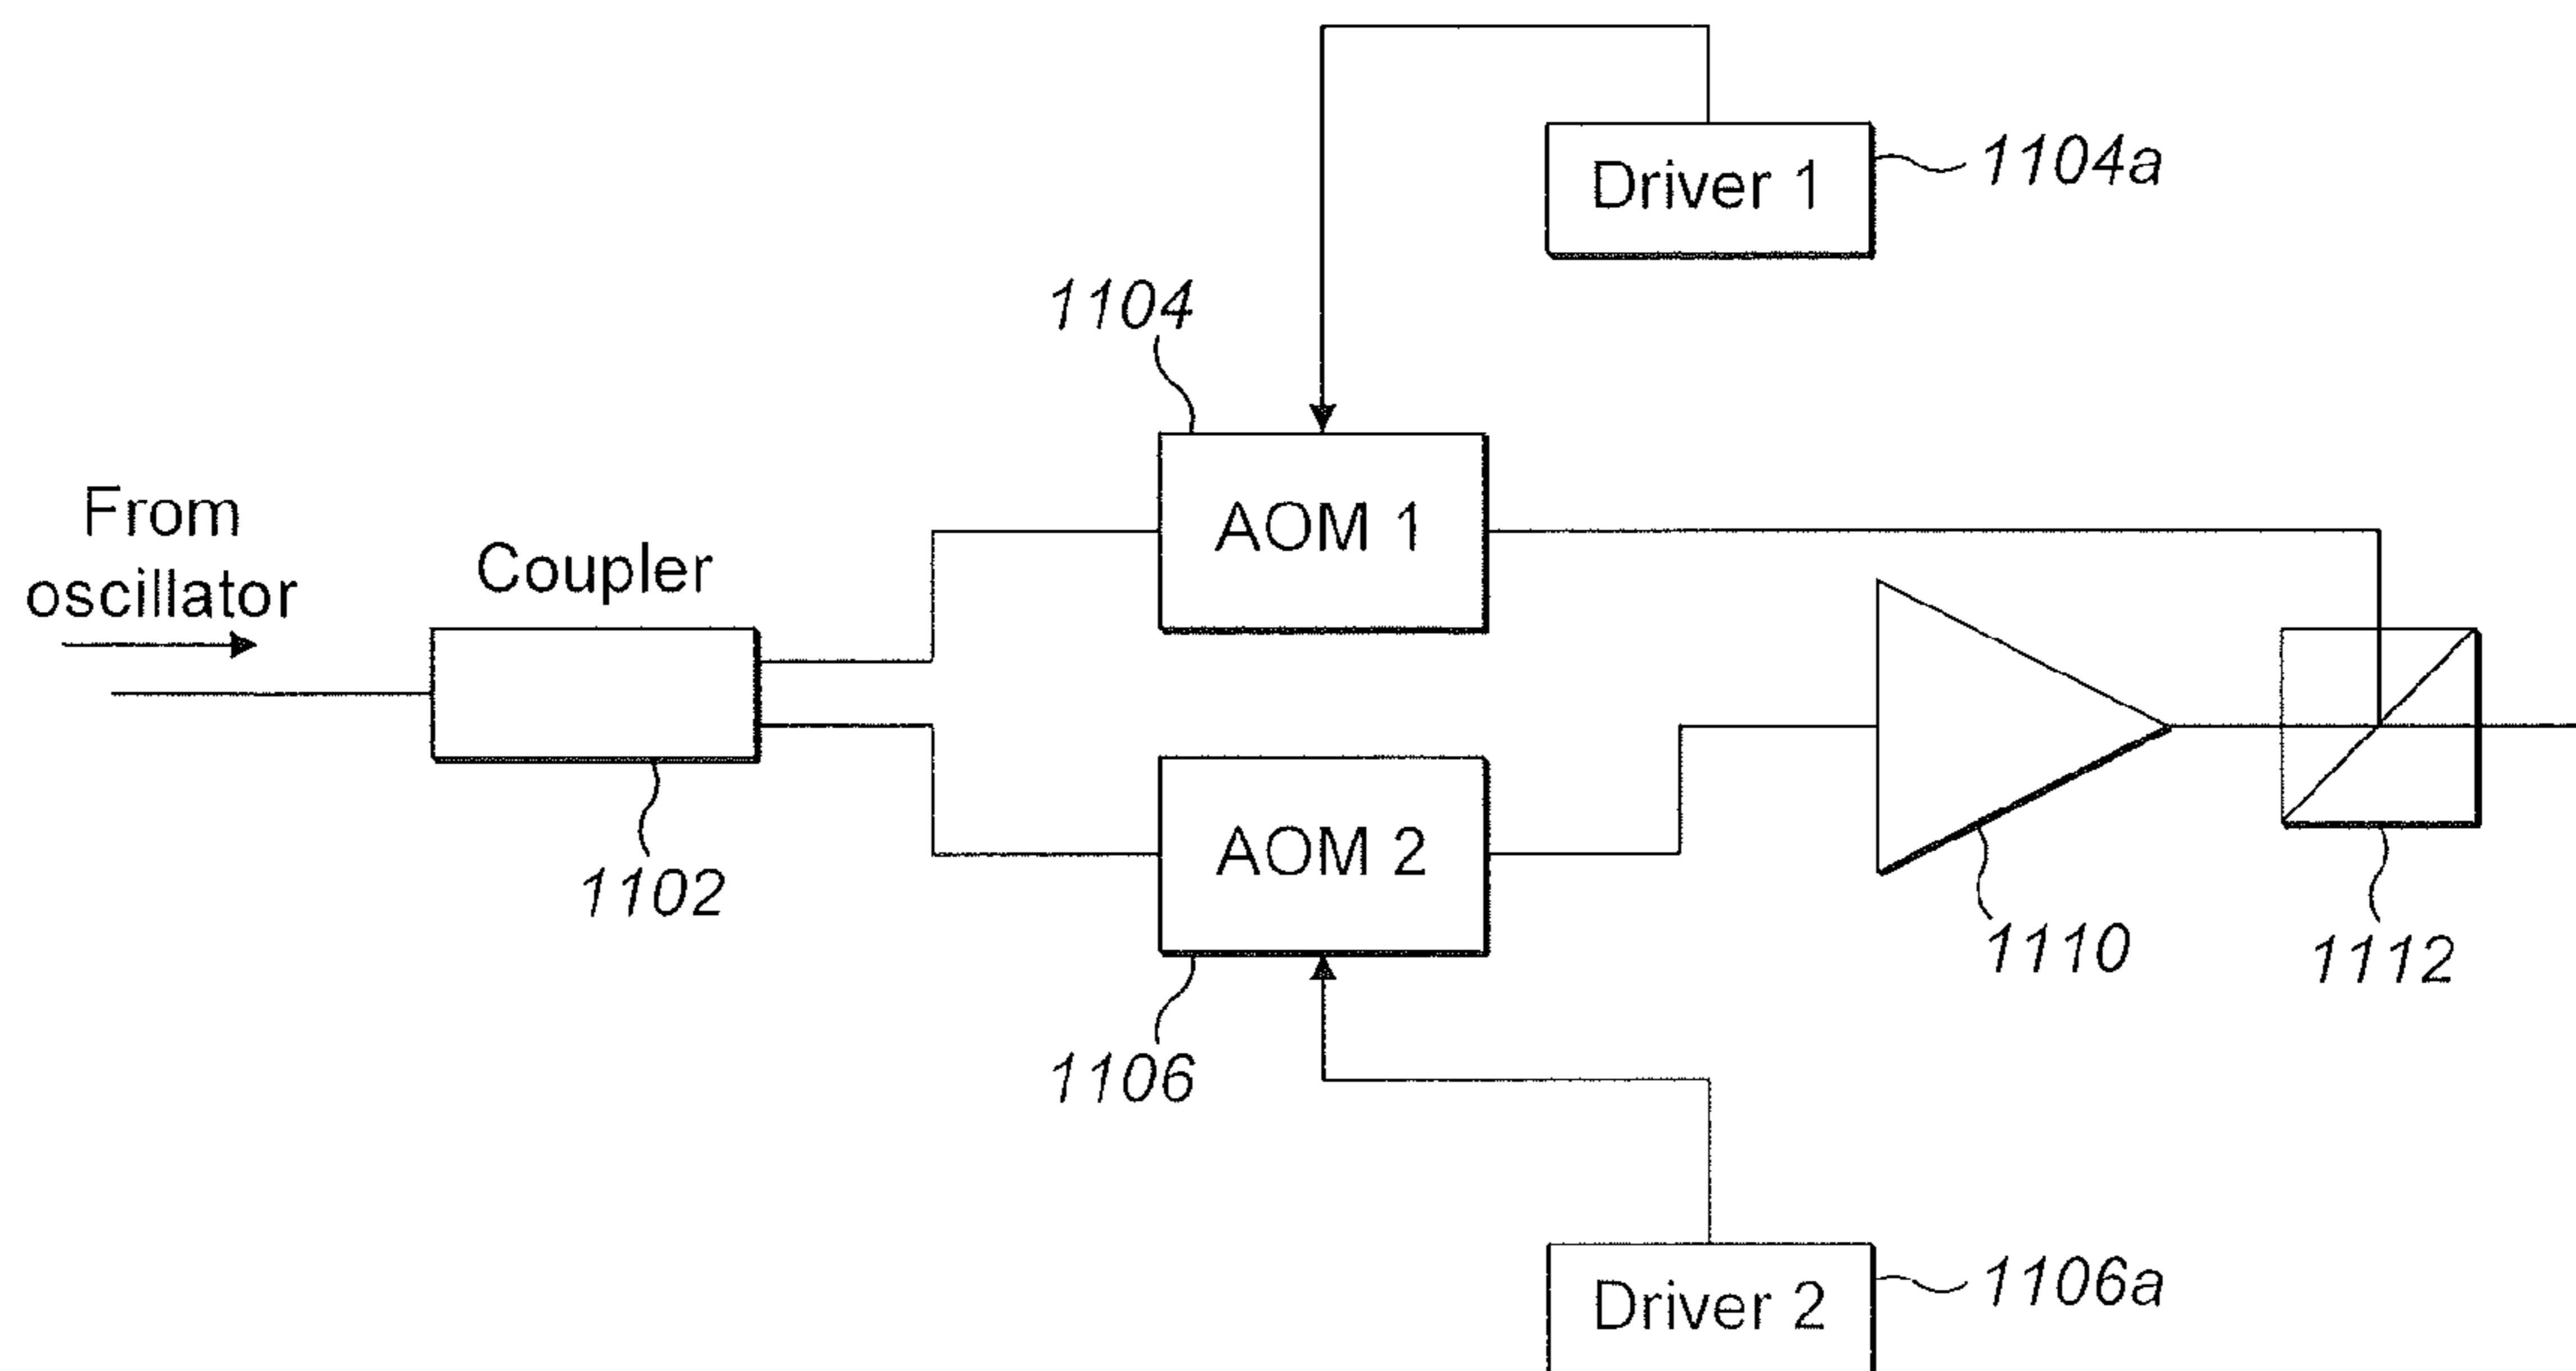 Driver 1
1104a
1104
From
oscillator
Coupler
AOM 1
1102
AOM 2
1110
1112
1106
Driver 2
1106a